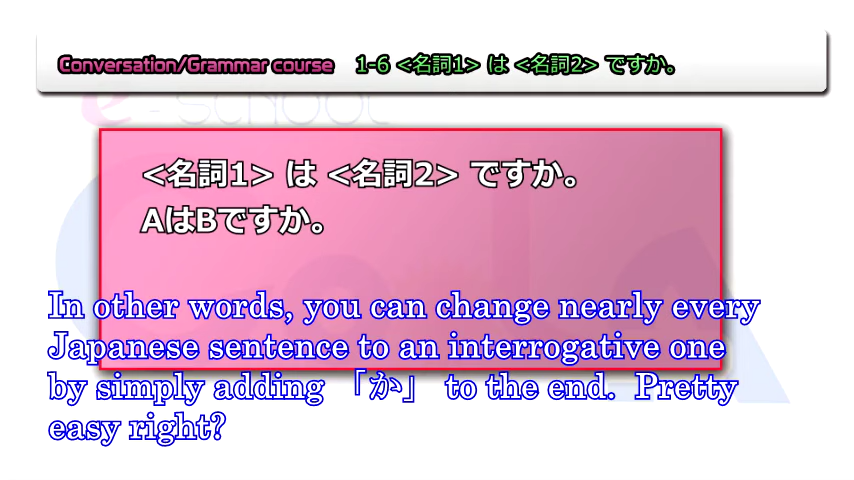 Conversation/Grammar course 1-6 <名詞1> は <名詞2> ですか。
e-SCHOOL
<名詞1> は <名詞2> ですか。
AはBですか。
In other words, you can change nearly every
Japanese sentence to an interrogative one
by simply adding 「か」 to the end. Pretty
easy right?